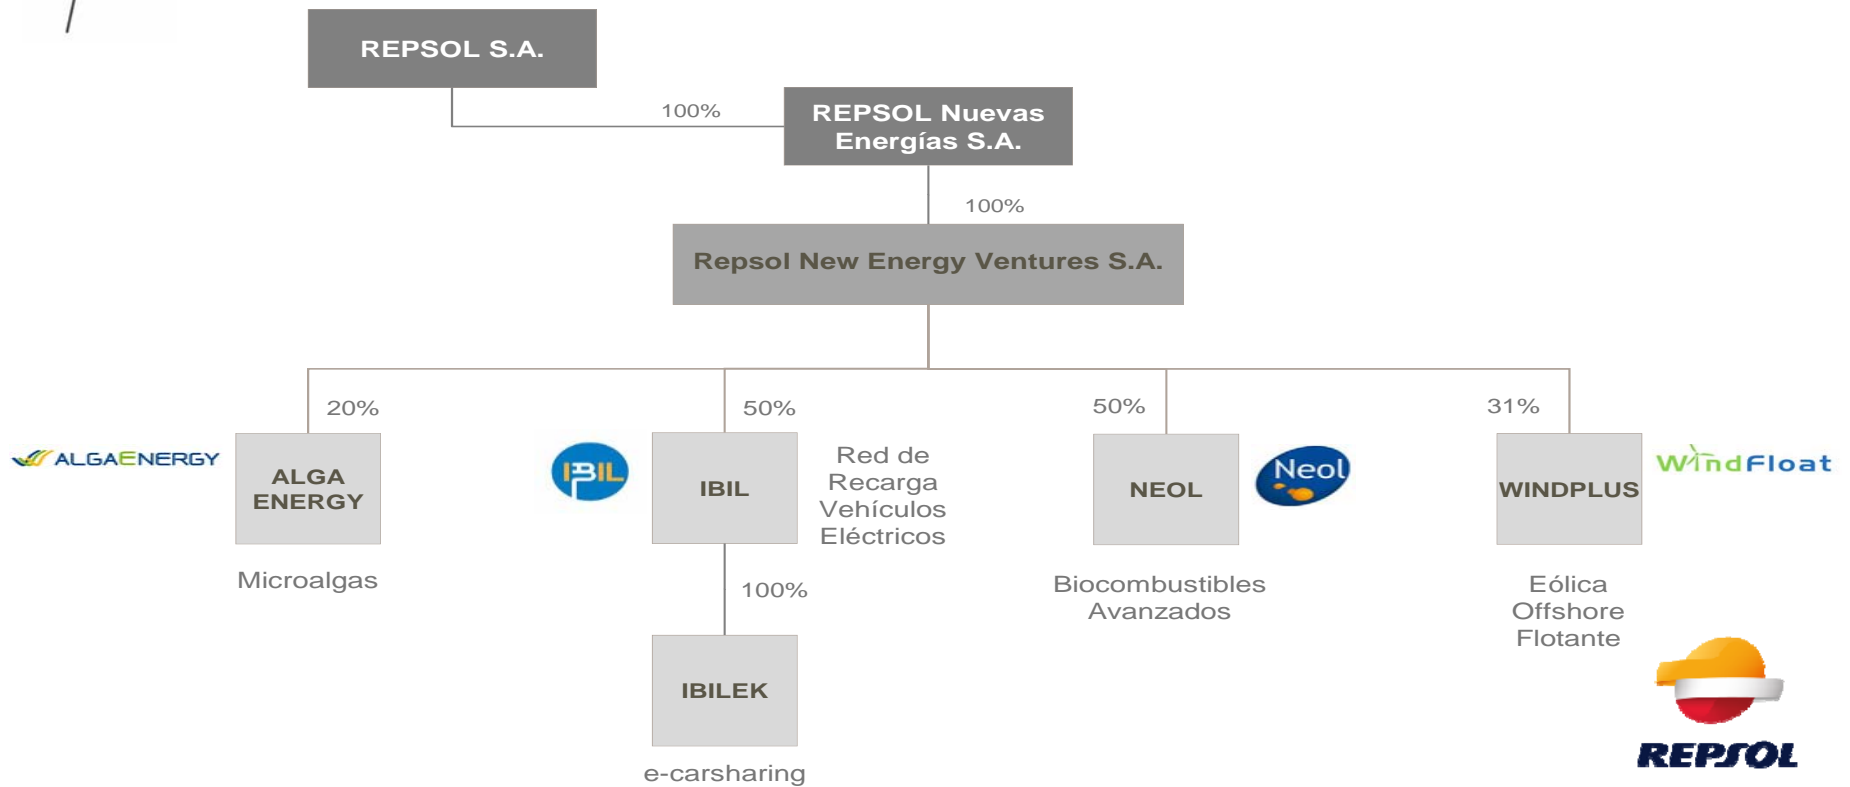 REPSOL S.A.
100%
REPSOL Nuevas
Energías S.A.
100%
Repsol New Energy Ventures S.A.
20%
50%
50%
31%
ALGAENERGY
ALGA
ENERGY
Microalgas
IBIL
IBIL
Red de
Recarga
Vehículos
Eléctricos
100%
IBILEK
e-carsharing
NEOL
Neol
Biocombustibles
Avanzados
WINDPLUS
WindFloat
Eólica
Offshore
Flotante
REPSOL